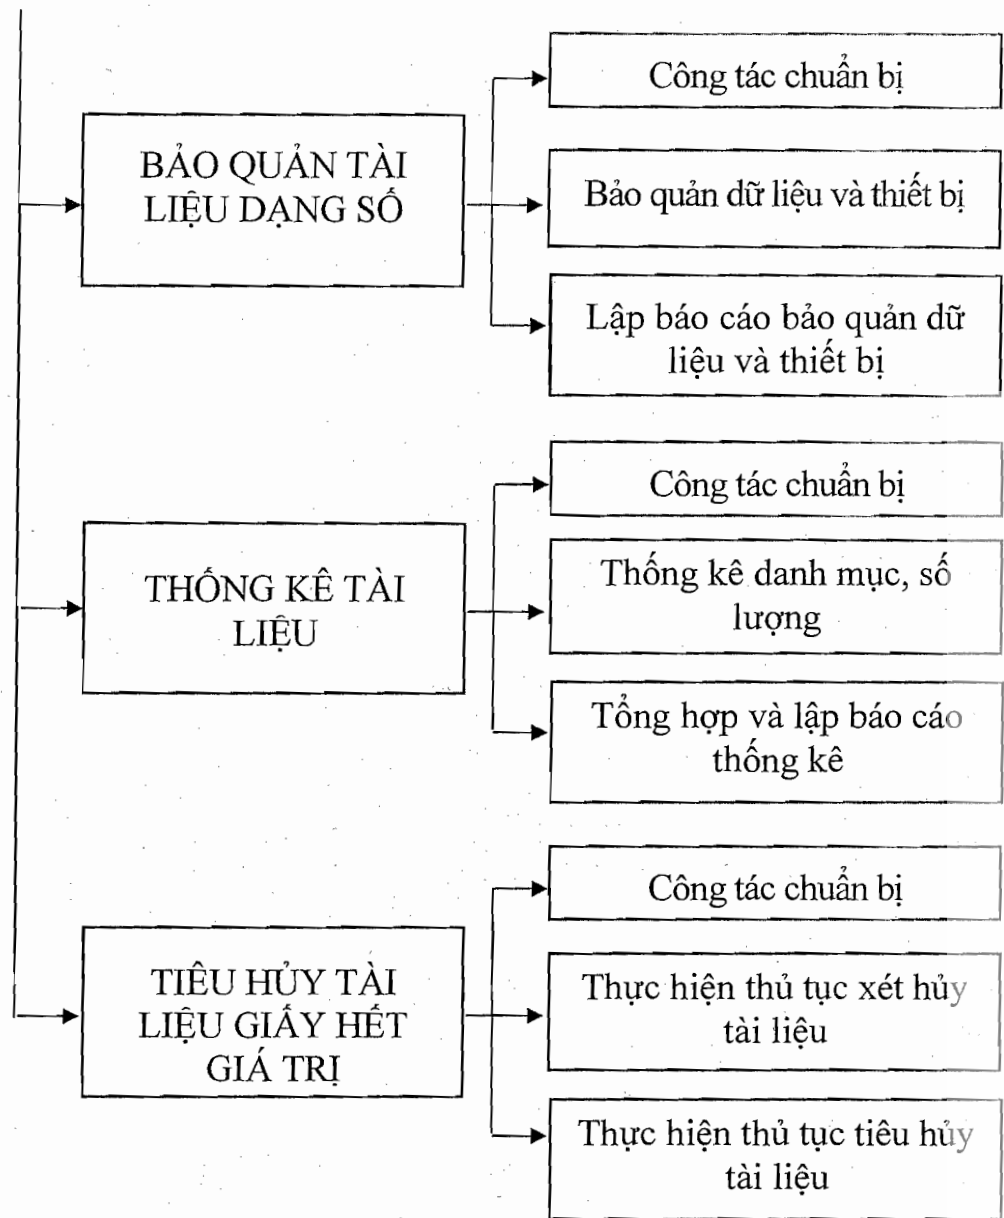 Công tác chuẩn bị
BẢO QUẢN TÀI
LIỆU DẠNG SỐ
Bảo quản dữ liệu và thiết bị
Lập báo cáo bảo quản dữ
liệu và thiết bị
Công tác chuẩn bị
THỐNG KÊ TÀI
LIỆU
Thống kê danh mục, số
lượng
Tổng hợp và lập báo cáo
thống kê
Công tác chuẩn bị
TIÊU HỦY TÀI
LIỆU GIẤY HẾT
GIÁ TRỊ
Thực hiện thủ tục xét hủy
tài liệu
Thực hiện thủ tục tiêu hủy
tài liệu